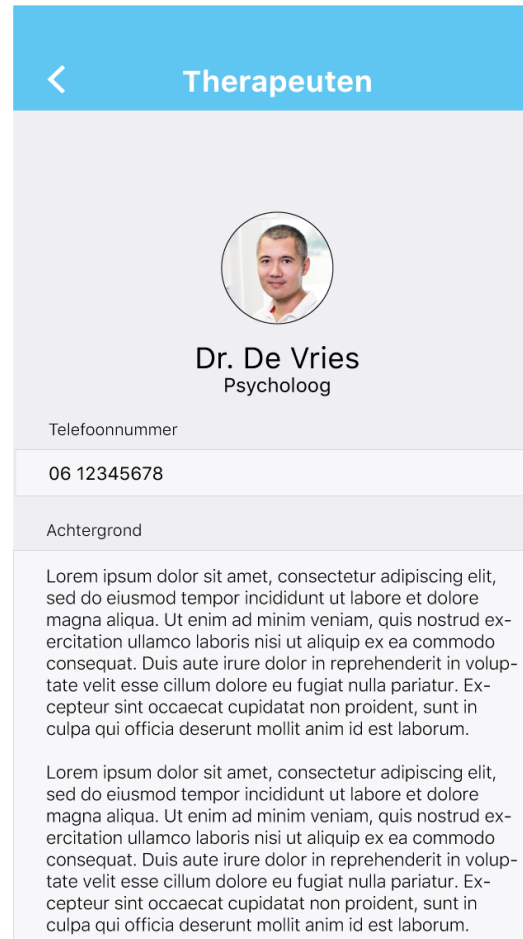 Therapeuten
Dr. De Vries
Psycholoog
Telefoonnummer
06 12345678
Achtergrond
Lorem ipsum dolor sit amet, consectetur adipiscing elit,
sed do eiusmod tempor incididunt ut labore et dolore
magna aliqua. Ut enim ad minim veniam, quis nostrud ex-
ercitation ullamco laboris nisi ut aliquip ex ea commodo
consequat. Duis aute irure dolor in reprehenderit in volup-
tate velit esse cillum dolore eu fugiat nulla pariatur. Ex-
cepteur sint occaecat cupidatat non proident, sunt in
culpa qui officia deserunt mollit anim id est laborum.
Lorem ipsum dolor sit amet, consectetur adipiscing elit,
sed do eiusmod tempor incididunt ut labore et dolore
magna aliqua. Ut enim ad minim veniam, quis nostrud ex-
ercitation ullamco laboris nisi ut aliquip ex ea commodo
consequat. Duis aute irure dolor in reprehenderit in volup-
tate velit esse cillum dolore eu fugiat nulla pariatur. Ex-
cepteur sint occaecat cupidatat non proident, sunt in
culpa qui officia deserunt mollit anim id est laborum.